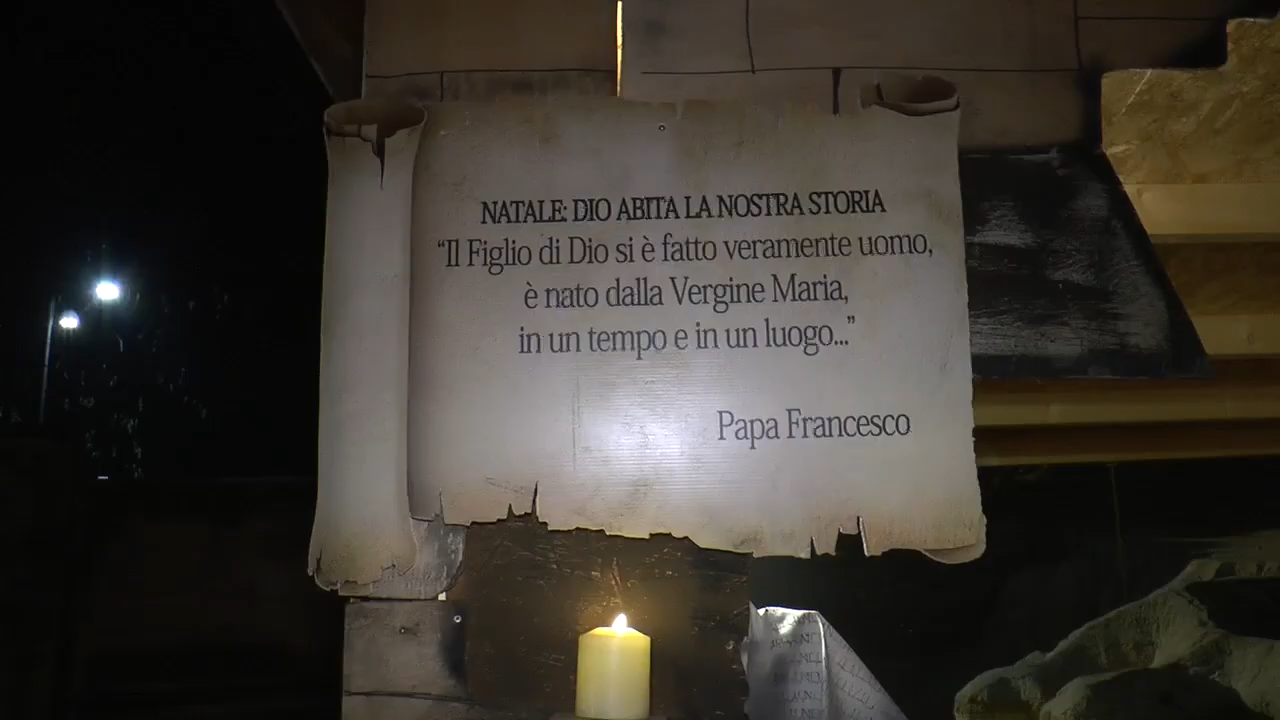 NATALE: DIO ABITA LA NOSTRA STORIA
“Il Figlio di Dio si è fatto veramente uomo,
è nato dalla Vergine Maria,
in un tempo e in un luogo...”
Papa Francesco